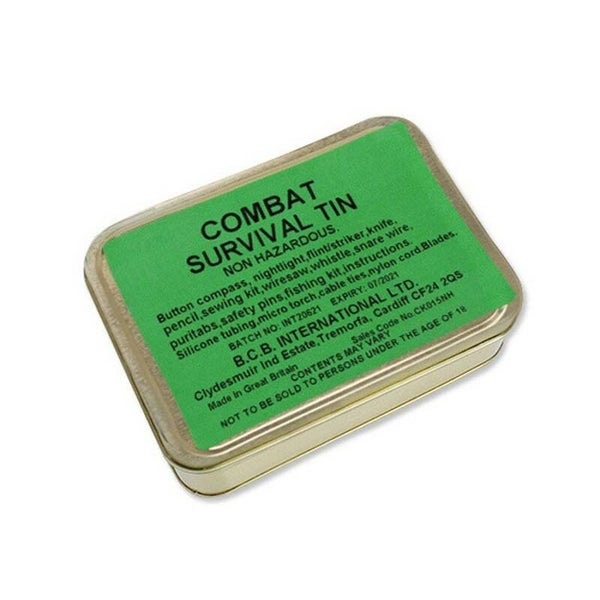 COMBAT
SURVIVAL TIN
NON HAZARDOUS.
Button compass, nightlight,flint/striker,knife,
pencil,sewing kit,wiresaw,whistle,snare wire,
puritabs,safety pins,fishing kit,instructions.
Silicone tubing,micro torch,cable ties,nylon cord.Blades.
BATCH NO: INT20621 EXPIRY: 07/2021
B.C.B. INTERNATIONAL LTD.
Clydesmuir Ind Estate, Tremorfa, Cardiff CF24 2QS
Made in Great Britain Sales Code No.CK015NH
CONTENTS MAY VARY
NOT TO BE SOLD TO PERSONS UNDER THE AGE OF 18